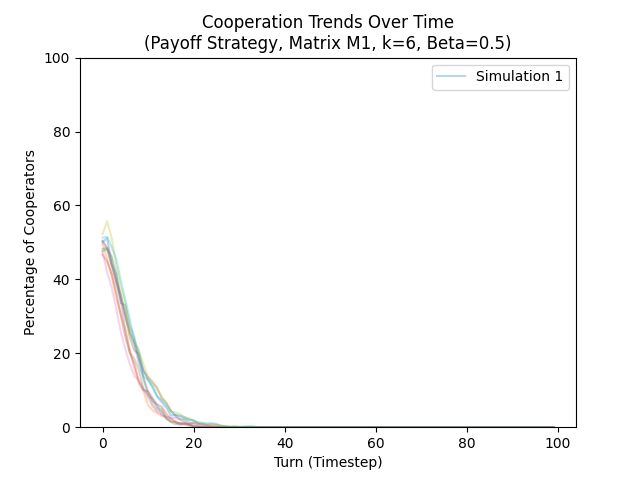 Cooperation Trends Over Time
(Payoff Strategy, Matrix M1, k=6, Beta=0.5)
Simulation 1
Percentage of Cooperators
100
80
60
40
20
0
0 20 40 60 80 100
Turn (Timestep)